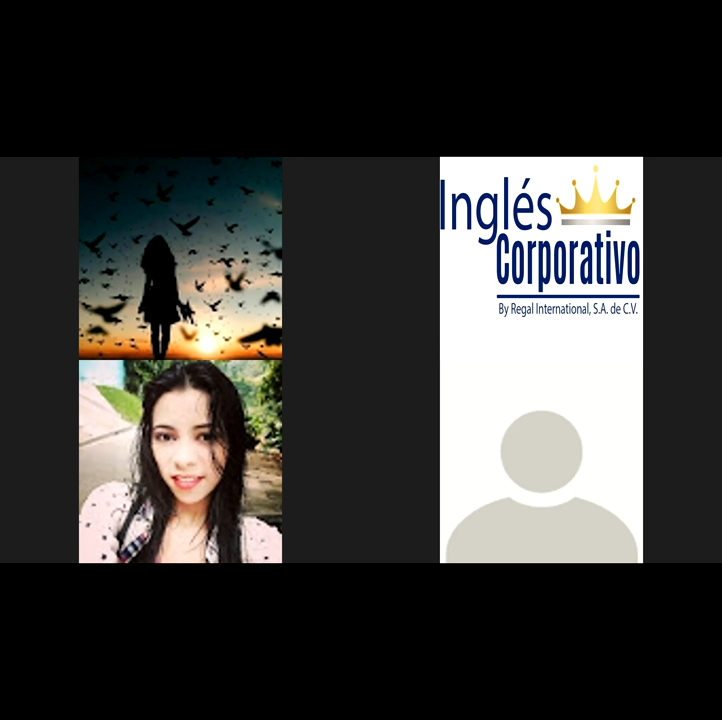 Inglés
Corporativo
By Regal International, S.A. de C.V.